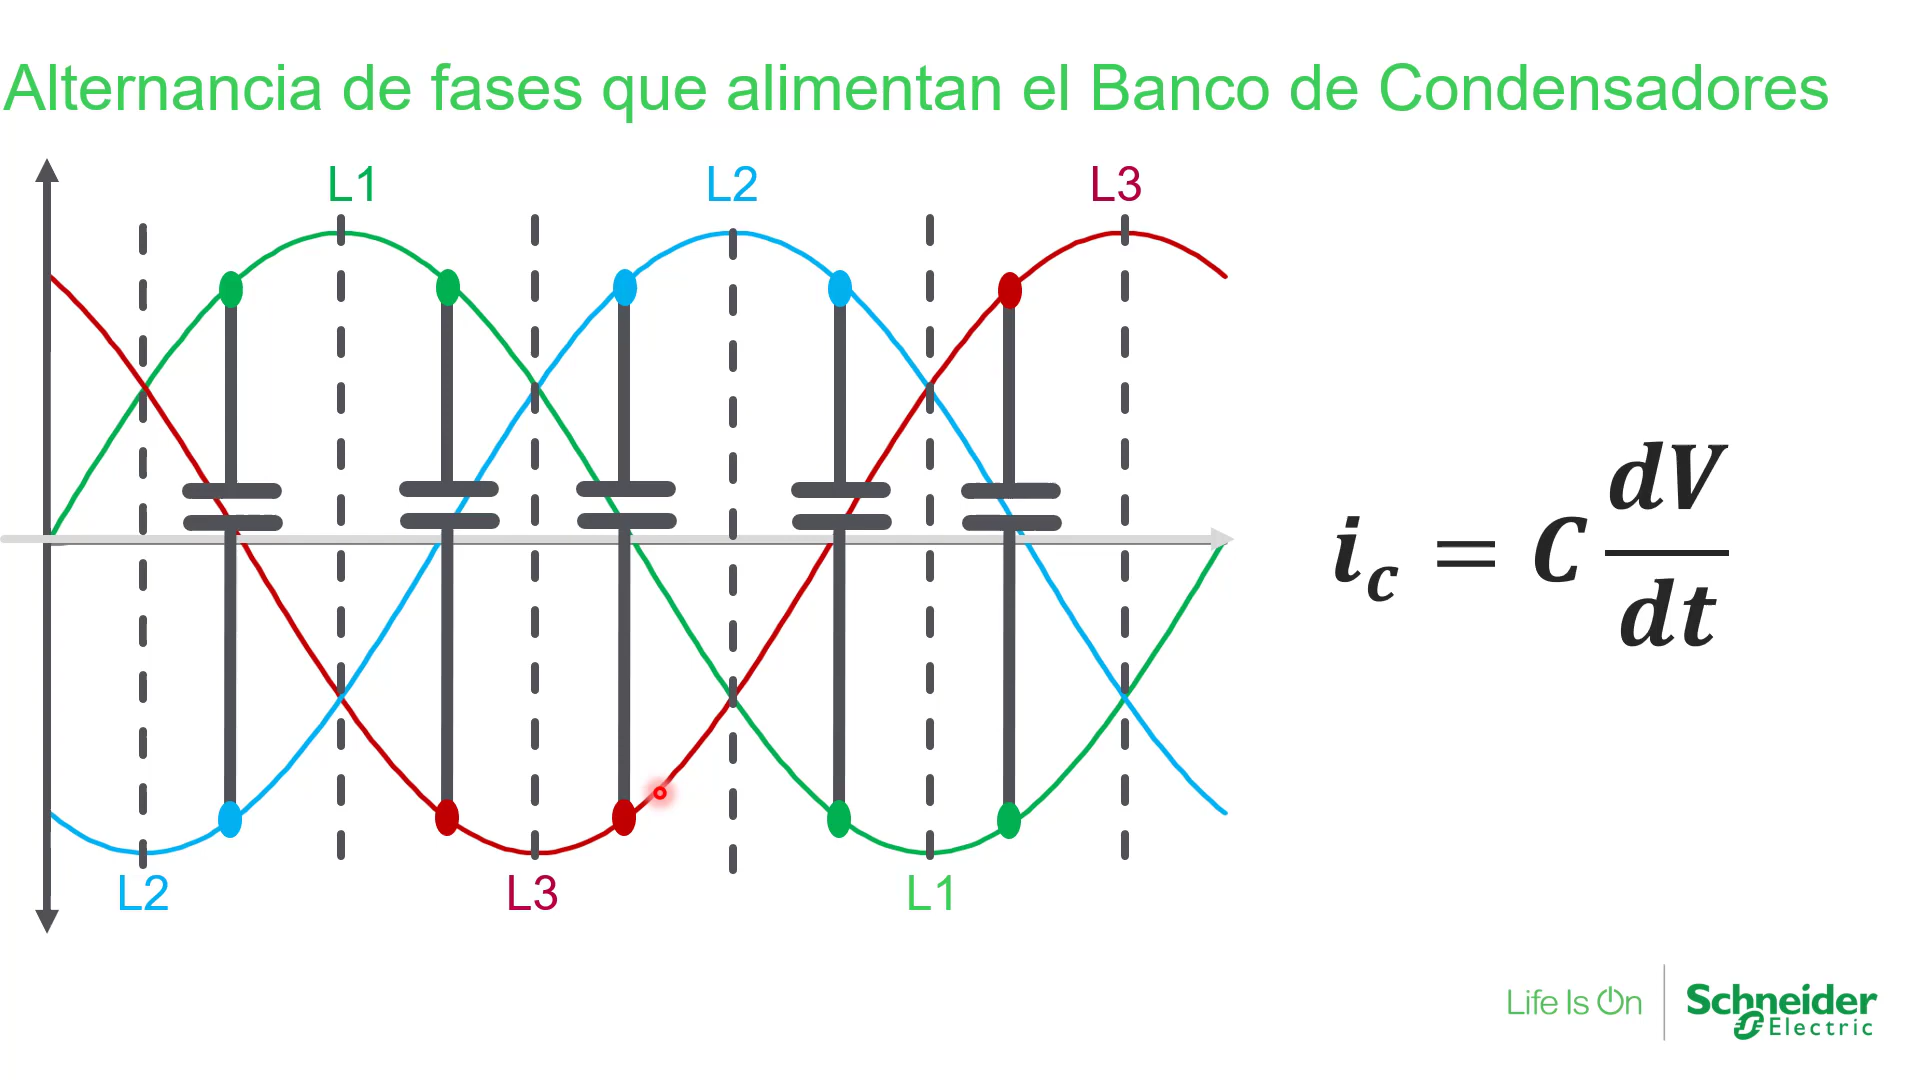 Alternancia de fases que alimentan el Banco de Condensadores
L1
L2
L3
i_c = C dV/dt
L2
L3
L1
Life Is On
Schneider
Electric